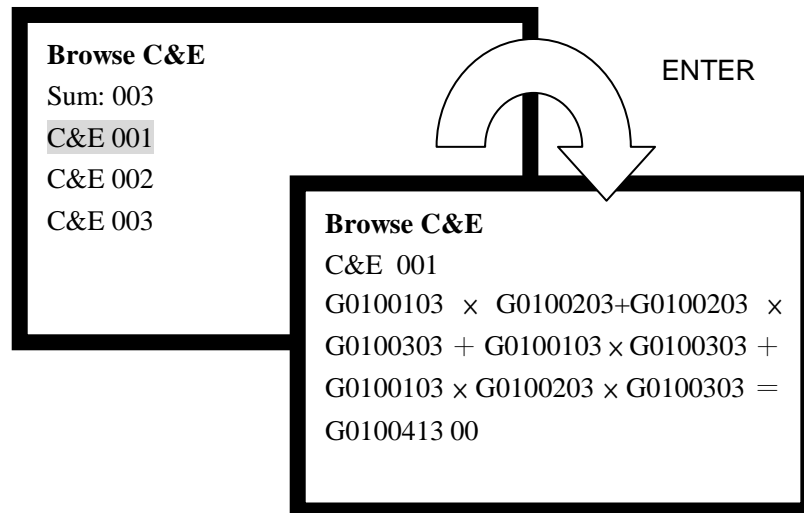 Browse C&E
Sum: 003
C&E 001
C&E 002
C&E 003
ENTER
Browse C&E
C&E 001
G0100103 × G0100203+G0100203 ×
G0100303 + G0100103 × G0100303 +
G0100103 × G0100203 × G0100303 =
G0100413 00